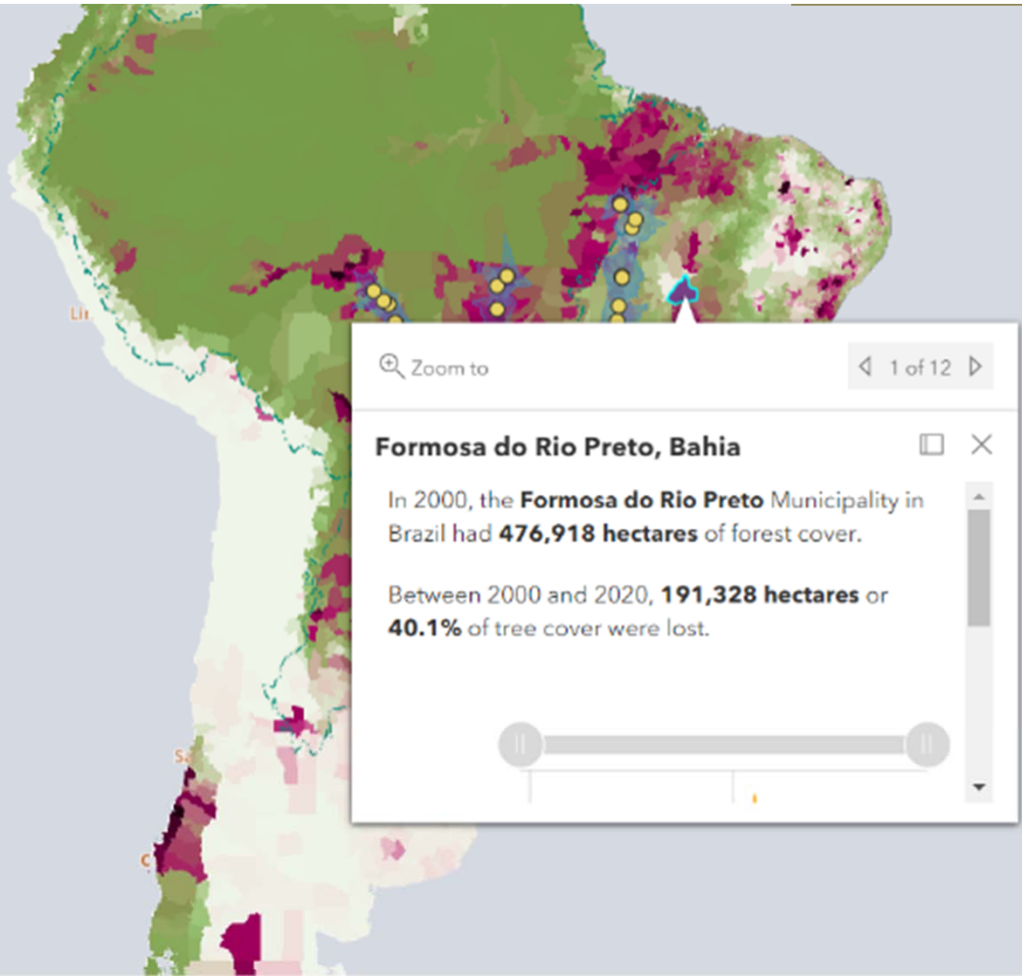 Zoom to
1 of 12
Formosa do Rio Preto, Bahia
In 2000, the Formosa do Rio Preto Municipality in
Brazil had 476,918 hectares of forest cover.
Between 2000 and 2020, 191,328 hectares or
40.1% of tree cover were lost.